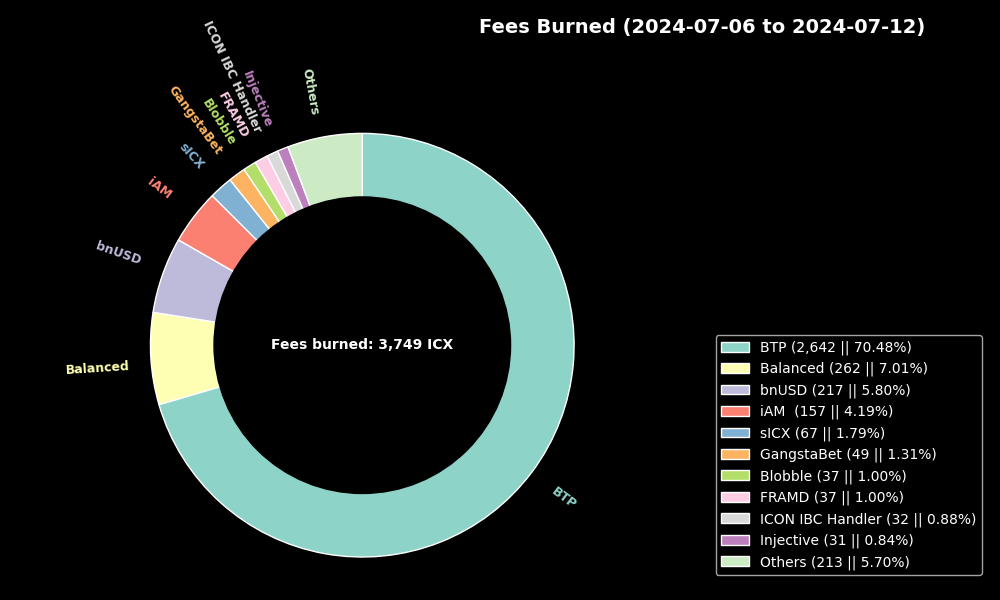 Fees Burned (2024-07-06 to 2024-07-12)
ICON IBC Handler
Injective
Others
FRAMD
Blobble
GangstaBet
sICX
iAM
bnUSD
Balanced
BTP
Fees burned: 3,749 ICX
BTP (2,642 || 70.48%)
Balanced (262 || 7.01%)
bnUSD (217 || 5.80%)
iAM  (157 || 4.19%)
sICX (67 || 1.79%)
GangstaBet (49 || 1.31%)
Blobble (37 || 1.00%)
FRAMD (37 || 1.00%)
ICON IBC Handler (32 || 0.88%)
Injective (31 || 0.84%)
Others (213 || 5.70%)